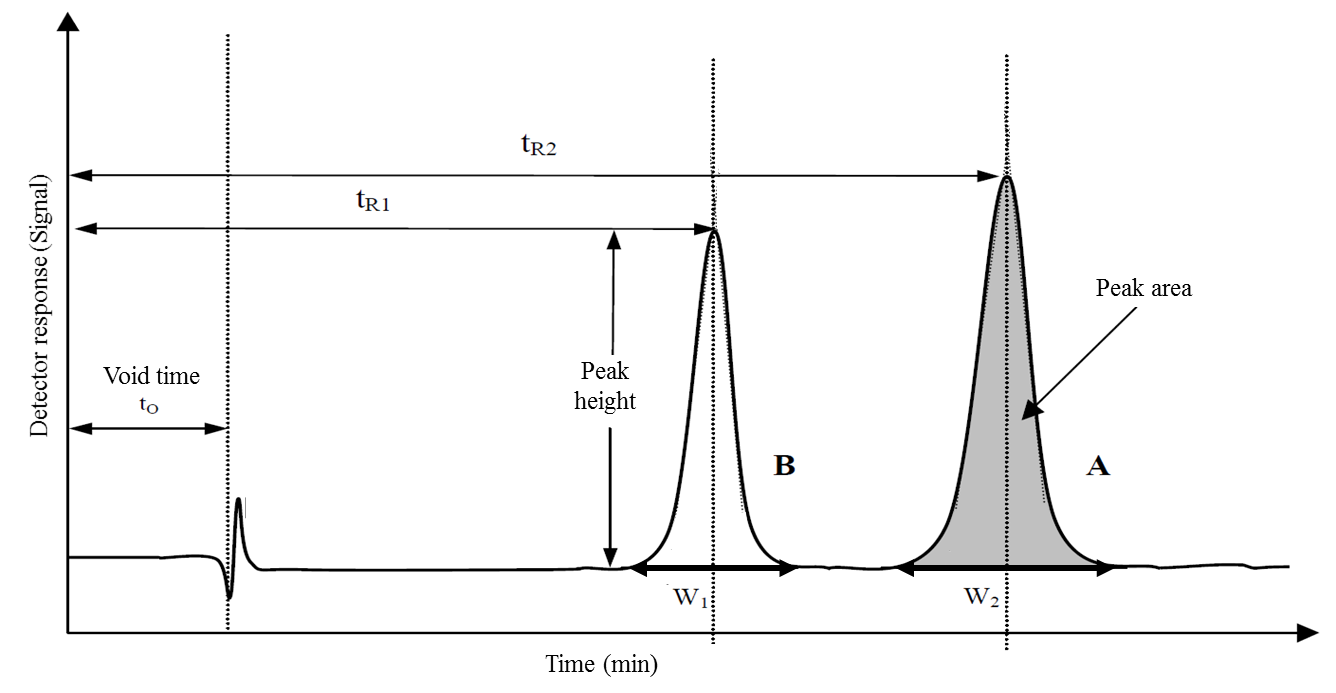 tR2
tR1
Detector response (Signal)
Peak area
Void time
tO
Peak
height
B
A
W1
W2
Time (min)